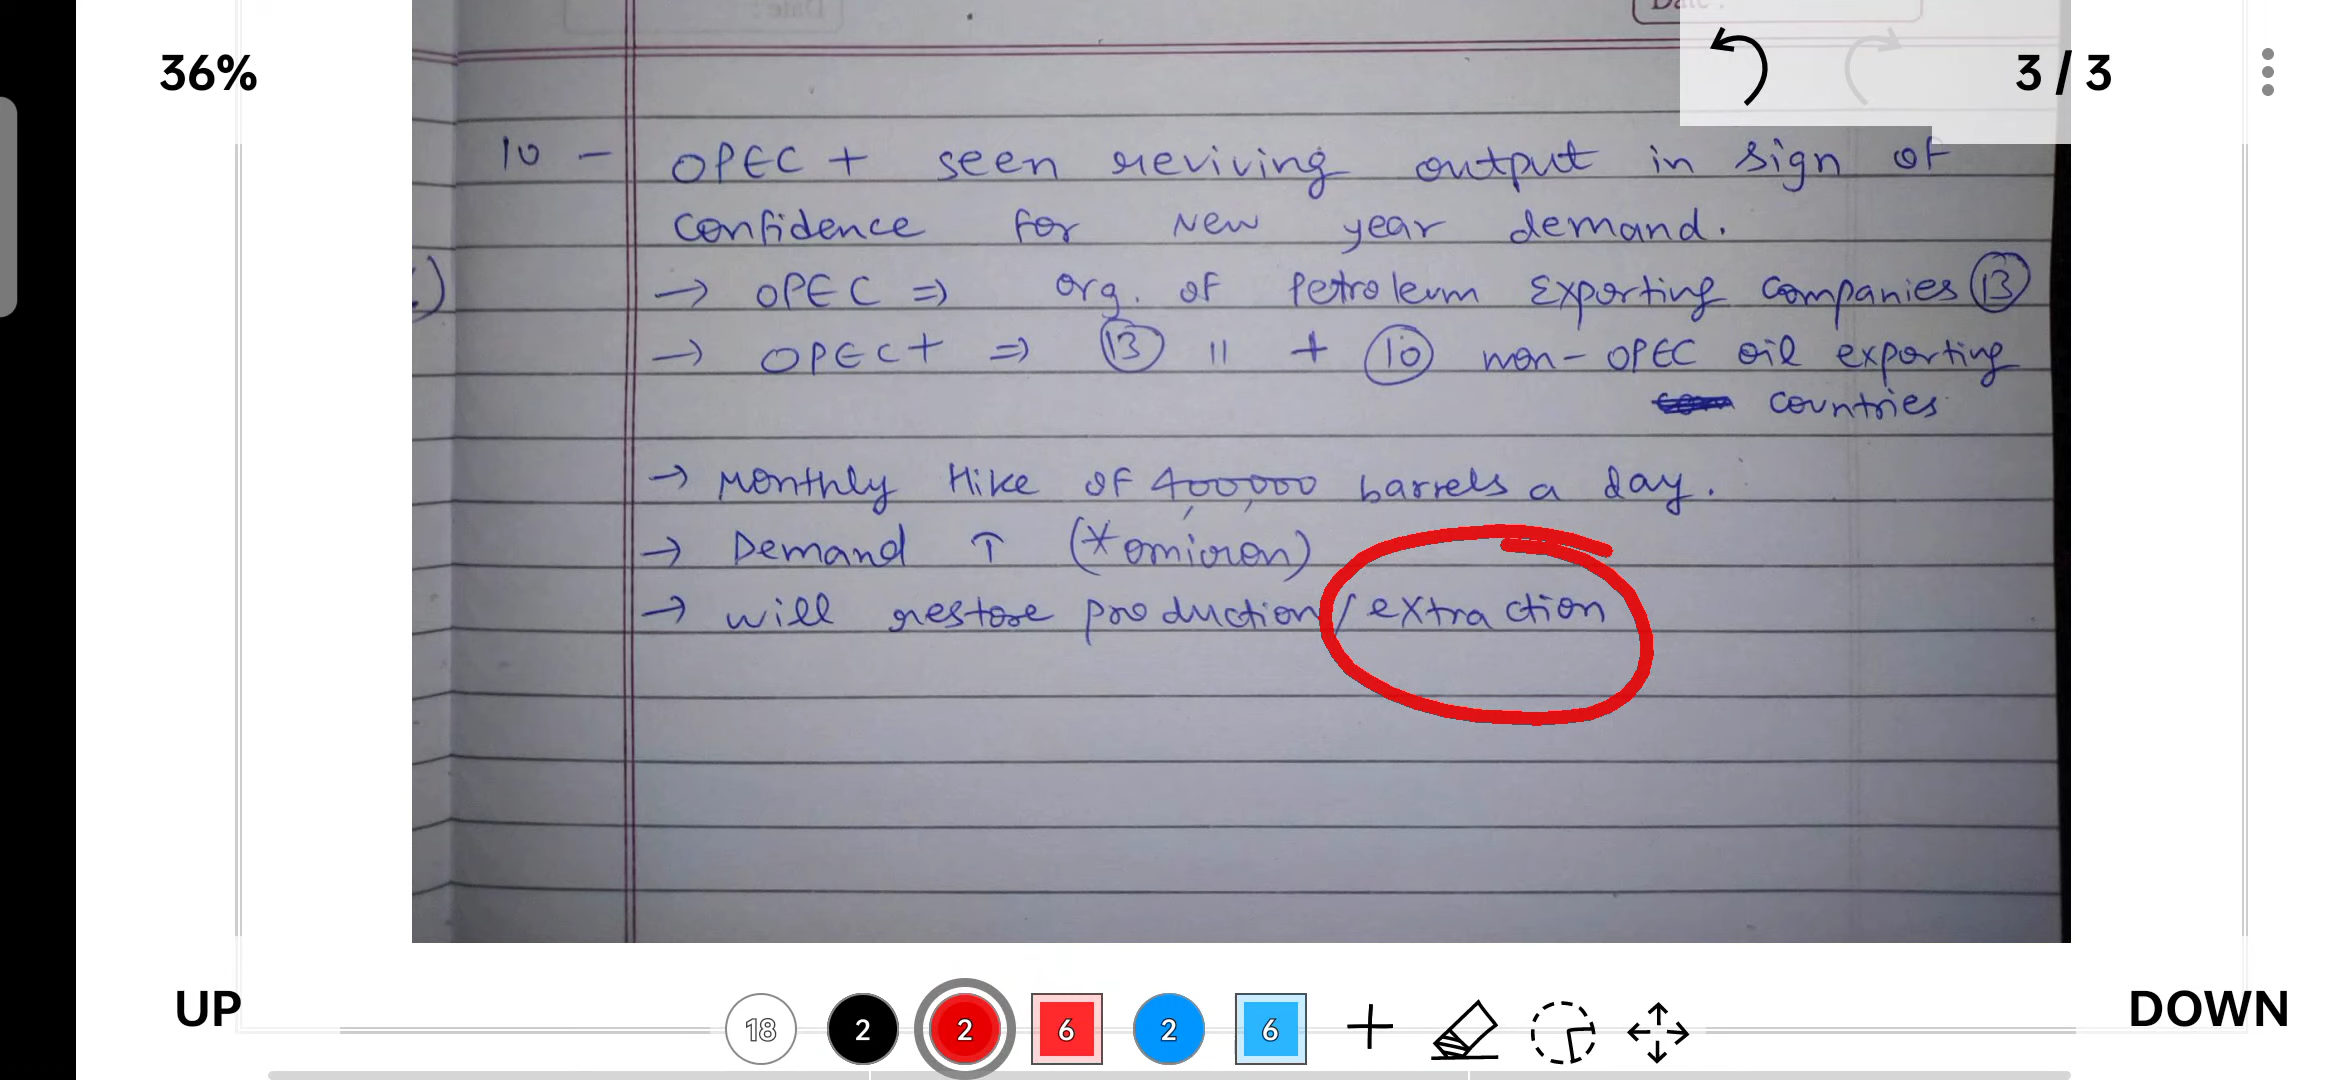 36%
3 / 3
10 - OPEC + seen reviving output in sign of
confidence for New year demand.
→ OPEC ⇒ org. of Petroleum Exporting Companies 13
→ OPEC+ ⇒ 13 " + 10 non-OPEC oil exporting
countries
→ Monthly Hike of 400,000 barrels a day.
→ Demand ↑ (*omicron)
→ will restore production/extraction
UP
18 2 2 6 2 6
DOWN